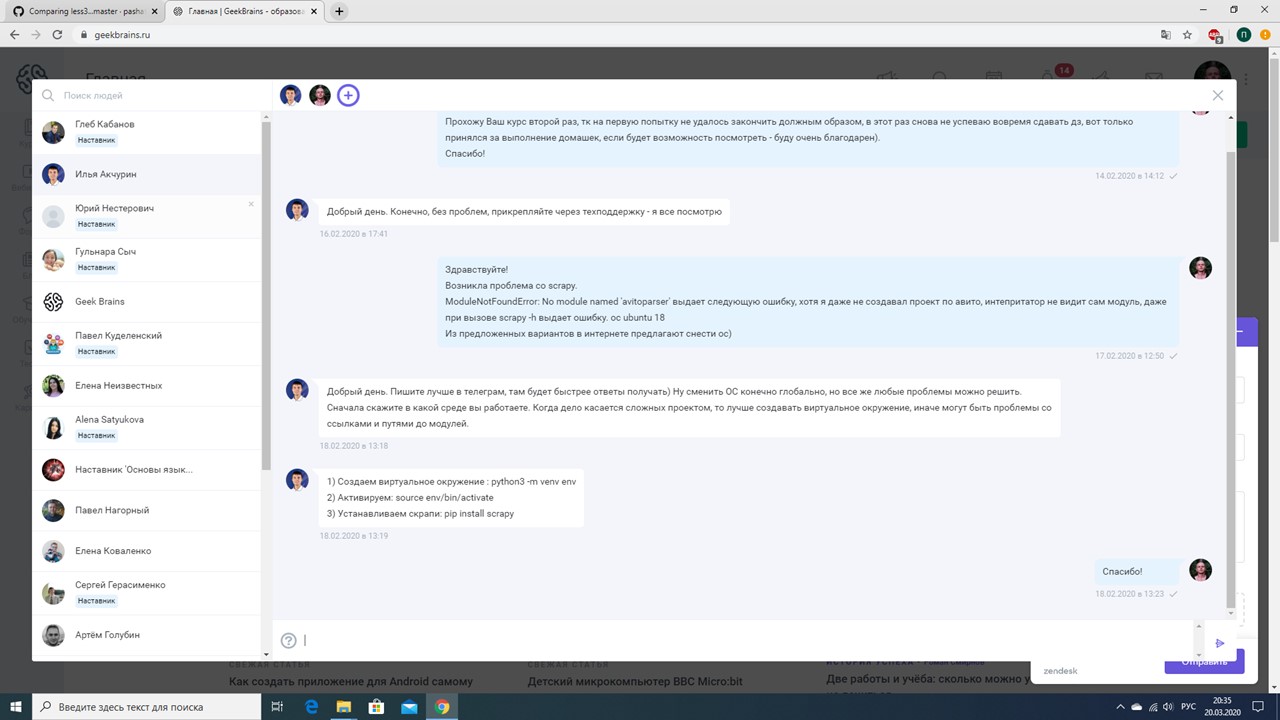 Comparing less3...master · pasha
Главная | GeekBrains - образова
geekbrains.ru
9
П
Главная
14
Поиск людей
Глеб Кабанов
Наставник
Илья Акчурин
Юрий Нестерович
Наставник
Гульнара Сыч
Наставник
Geek Brains
Павел Куделенский
Наставник
Елена Неизвестных
Alena Satyukova
Наставник
Наставник 'Основы язык...
Павел Нагорный
Елена Коваленко
Сергей Герасименко
Наставник
Артём Голубин
Прохожу Ваш курс второй раз, тк на первую попытку не удалось закончить должным образом, в этот раз снова не успеваю вовремя сдавать дз, вот только
принялся за выполнение домашек, если будет возможность посмотреть - буду очень благодарен).
Спасибо!
14.02.2020 в 14:12
Добрый день. Конечно, без проблем, прикрепляйте через техподдержку - я все посмотрю
16.02.2020 в 17:41
Здравствуйте!
Возникла проблема со scrapy.
ModuleNotFoundError: No module named 'avitoparser' выдает следующую ошибку, хотя я даже не создавал проект по авито, интепритатор не видит сам модуль, даже
при вызове scrapy -h выдает ошибку. ос ubuntu 18
Из предложенных вариантов в интернете предлагают снести ос)
17.02.2020 в 12:50
Добрый день. Пишите лучше в телеграм, там будет быстрее ответы получать) Ну сменить ОС конечно глобально, но все же любые проблемы можно решить.
Сначала скажите в какой среде вы работаете. Когда дело касается сложных проектом, то лучше создавать виртуальное окружение, иначе могут быть проблемы со
ссылками и путями до модулей.
18.02.2020 в 13:18
1) Создаем виртуальное окружение : python3 -m venv env
2) Активируем: source env/bin/activate
3) Устанавливаем скрапи: pip install scrapy
18.02.2020 в 13:19
Спасибо!
18.02.2020 в 13:23
СВЕЖАЯ СТАТЬЯ
Как создать приложение для Android самому
СВЕЖАЯ СТАТЬЯ
Детский микрокомпьютер BBC Micro:bit
ИСТОРИЯ УСПЕХА
Две работы и учёба: сколько можно у
zendesk
Отправить
Введите здесь текст для поиска
РУС
20:35
20.03.2020